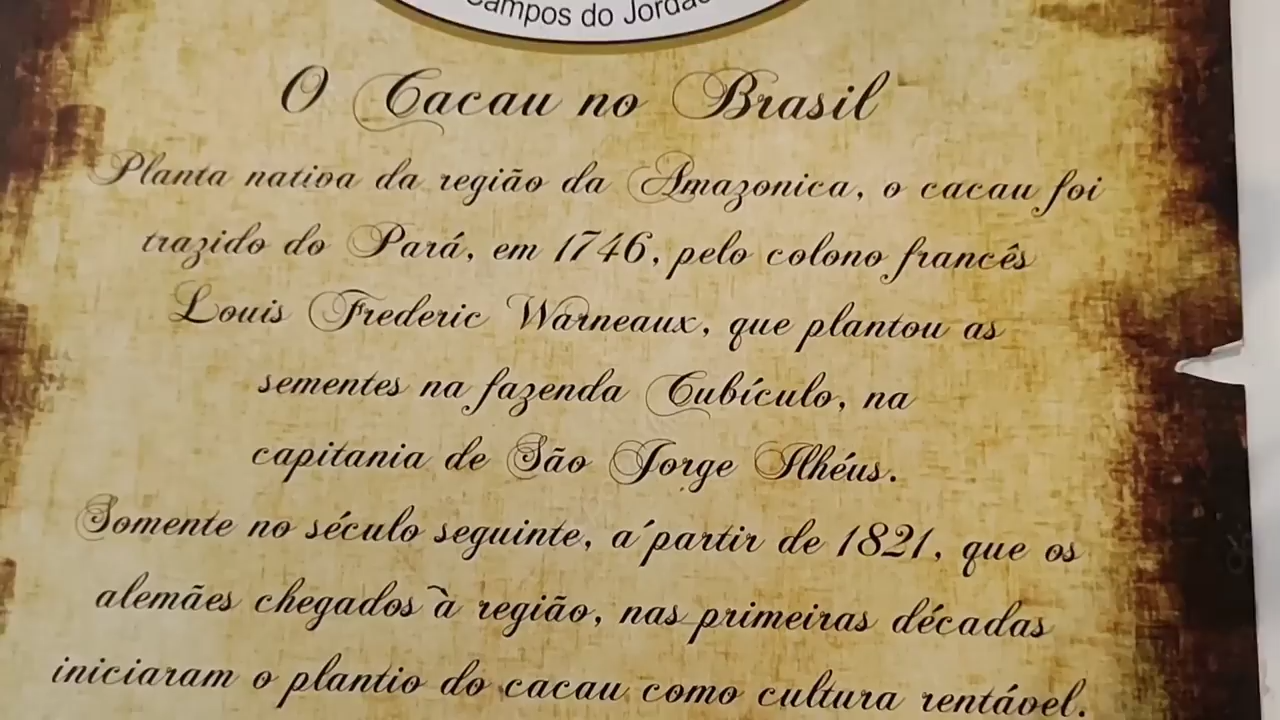 Campos do Jordão
O Cacau no Brasil
Planta nativa da região da Amazonica, o cacau foi
trazido do Pará, em 1746, pelo colono francês
Louis Frederic Warneaux, que plantou as
sementes na fazenda Cubículo, na
capitania de São Jorge Ilhéus.
Somente no século seguinte, a´partir de 1821, que os
alemães chegados à região, nas primeiras décadas
iniciaram o plantio do cacau como cultura rentável.